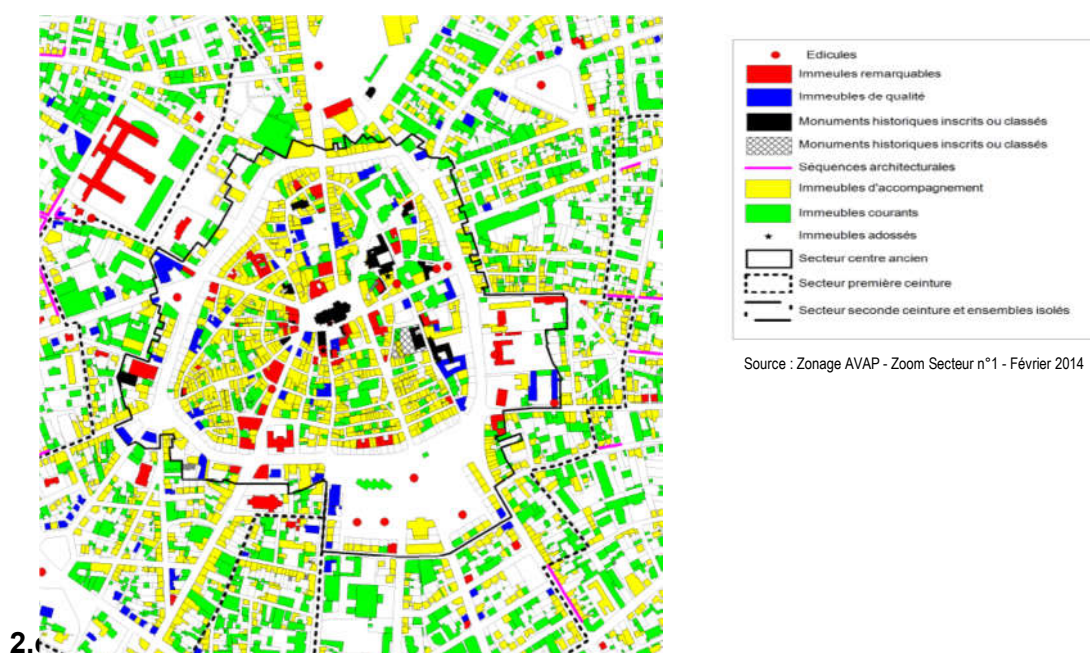 Edicules
Immeules remarquables
Immeubles de qualité
Monuments historiques inscrits ou classés
Monuments historiques inscrits ou classés
Séquences architecturales
Immeubles d'accompagnement
Immeubles courants
Immeubles adossés
Secteur centre ancien
Secteur première ceinture
Secteur seconde ceinture et ensembles isolés
Source : Zonage AVAP - Zoom Secteur n°1 - Février 2014
2.